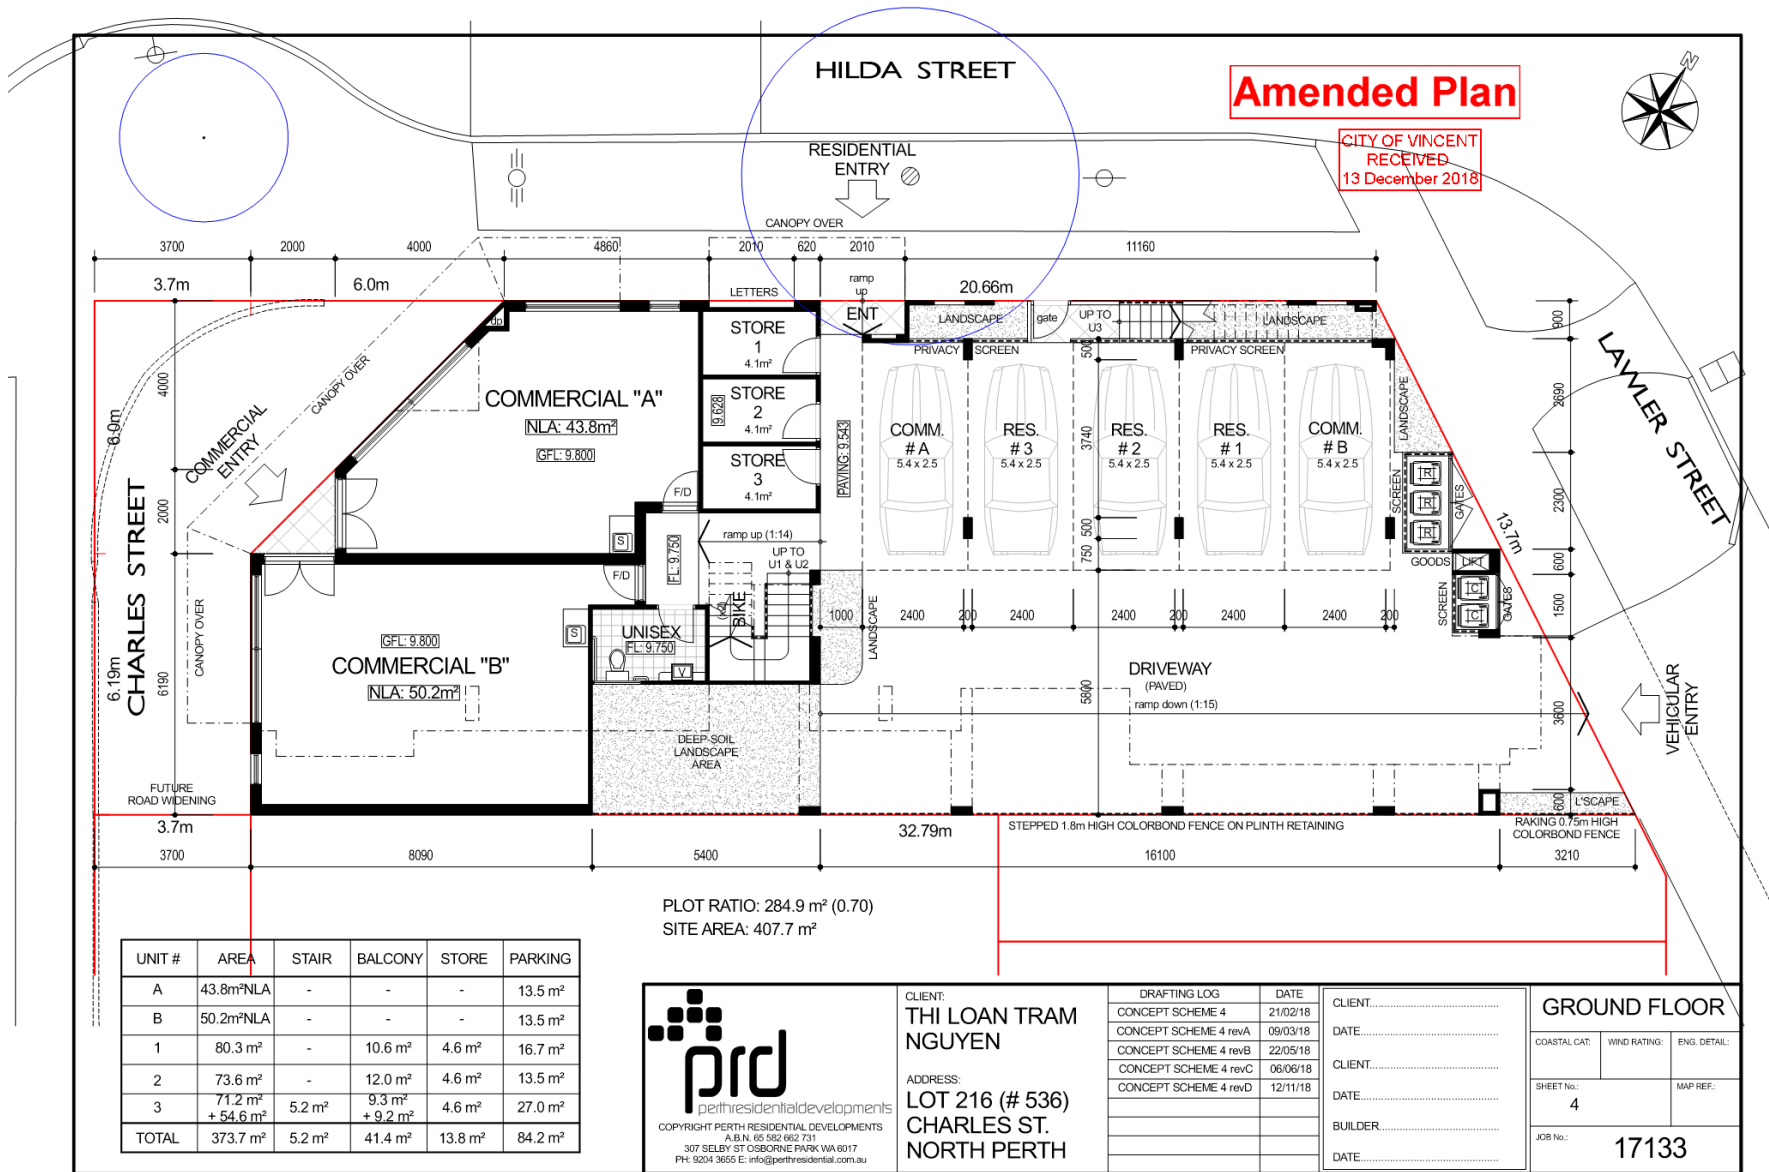 HILDA STREET
Amended Plan
CITY OF VINCENT
RECEIVED
13 December 2018
N
RESIDENTIAL
ENTRY
CANOPY OVER
3700
2000
4000
4860
2010
620
2010
11160
3.7m
6.0m
20.66m
LETTERS
ramp
up
ENT
LANDSCAPE
gate
UP TO
U3
LANDSCAPE
PRIVACY SCREEN
PRIVACY SCREEN
500
900
dp
STORE
1
4.1m²
STORE
2
4.1m²
STORE
3
4.1m²
9.628
PAVING: 9.543
COMMERCIAL "A"
NLA: 43.8m²
GFL: 9.800
CANOPY OVER
COMMERCIAL
ENTRY
4000
6.0m
2000
CHARLES STREET
6.19m
6190
CANOPY OVER
COMM.
# A
5.4 x 2.5
RES.
# 3
5.4 x 2.5
RES.
# 2
5.4 x 2.5
RES.
# 1
5.4 x 2.5
COMM.
# B
5.4 x 2.5
3740
500
750
LANDSCAPE
2690
LAWLER STREET
SCREEN
R
R
R
GATES
2300
13.7m
GOODS LIFT
600
SCREEN
C
C
GATES
1500
F/D
S
ramp up (1:14)
UP TO
U1 & U2
FL: 9.750
F/D
BIKE
(x2)
S
UNISEX
FL: 9.750
V
1000
2400
200
2400
2400
200
2400
2400
200
LANDSCAPE
GFL: 9.800
COMMERCIAL "B"
NLA: 50.2m²
DRIVEWAY
(PAVED)
ramp down (1:15)
5800
3600
VEHICULAR
ENTRY
DEEP-SOIL
LANDSCAPE
AREA
FUTURE
ROAD WIDENING
600
L'SCAPE
3.7m
32.79m
STEPPED 1.8m HIGH COLORBOND FENCE ON PLINTH RETAINING
RAKING 0.75m HIGH
COLORBOND FENCE
3700
8090
5400
16100
3210
PLOT RATIO: 284.9 m² (0.70)
SITE AREA: 407.7 m²
UNIT # AREA STAIR BALCONY STORE PARKING
A 43.8m²NLA - - - 13.5 m²
B 50.2m²NLA - - - 13.5 m²
1 80.3 m² - 10.6 m² 4.6 m² 16.7 m²
2 73.6 m² - 12.0 m² 4.6 m² 13.5 m²
3 71.2 m² + 54.6 m² 5.2 m² 9.3 m² + 9.2 m² 4.6 m² 27.0 m²
TOTAL 373.7 m² 5.2 m² 41.4 m² 13.8 m² 84.2 m²
prd
perthresidentialdevelopments
COPYRIGHT PERTH RESIDENTIAL DEVELOPMENTS
A.B.N. 65 582 662 731
307 SELBY ST OSBORNE PARK WA 6017
PH: 9204 3655 E: info@perthresidential.com.au
CLIENT:
THI LOAN TRAM
NGUYEN
ADDRESS:
LOT 216 (# 536)
CHARLES ST.
NORTH PERTH
DRAFTING LOG DATE
CONCEPT SCHEME 4 21/02/18
CONCEPT SCHEME 4 revA 09/03/18
CONCEPT SCHEME 4 revB 22/05/18
CONCEPT SCHEME 4 revC 06/06/18
CONCEPT SCHEME 4 revD 12/11/18
CLIENT
DATE
CLIENT
DATE
BUILDER
DATE
GROUND FLOOR
COASTAL CAT: WIND RATING: ENG. DETAIL:
SHEET No.: MAP REF.:
4
JOB No.: 17133